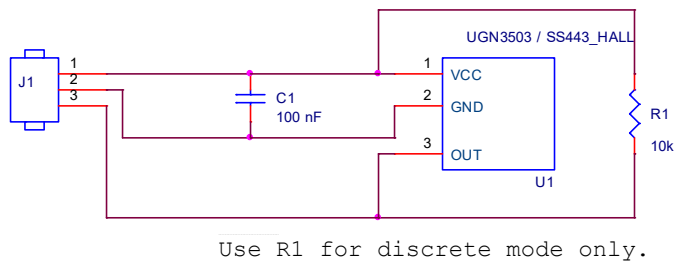 UGN3503 / SS443_HALL
J1
1
2
3
C1
100 nF
1
VCC
2
GND
3
OUT
U1
R1
10k
Use R1 for discrete mode only.